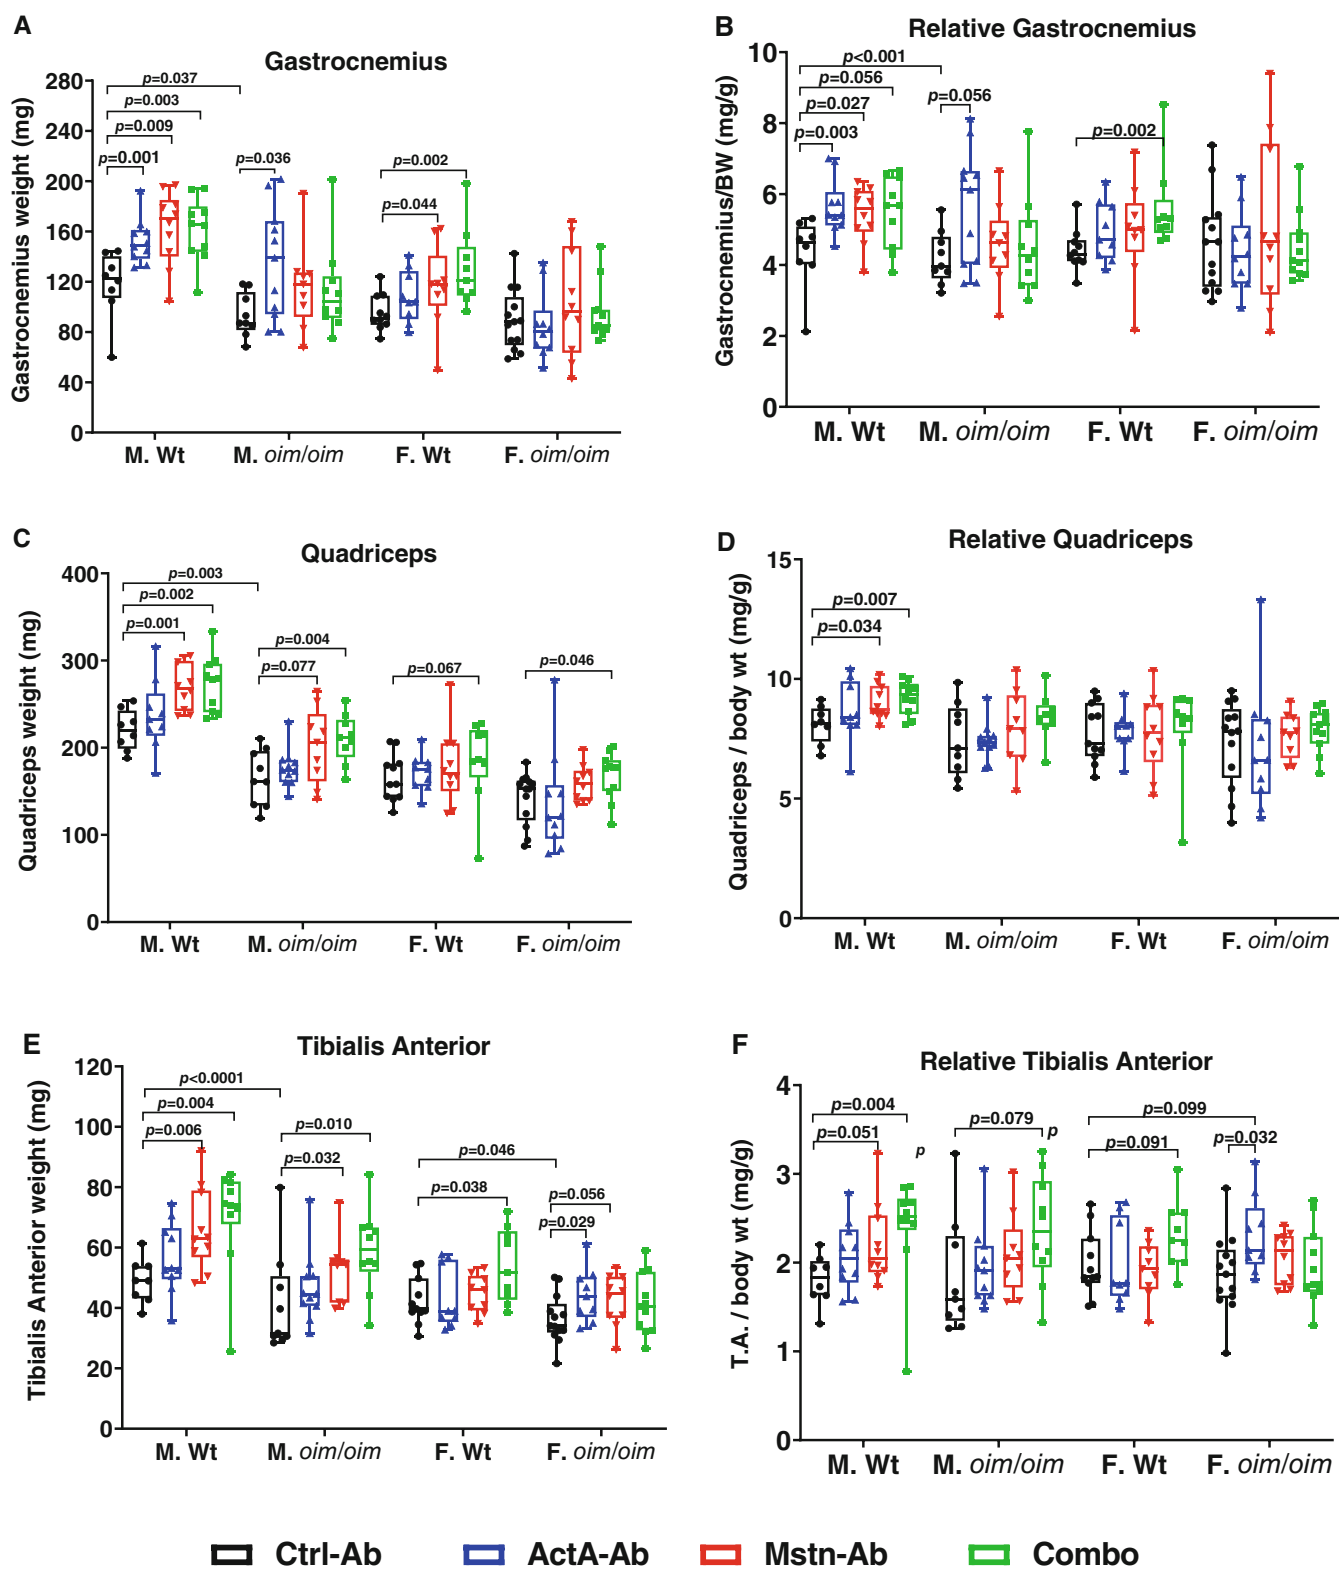 A
Gastrocnemius
Gastrocnemius weight (mg)
280
240
200
160
120
80
40
0
p=0.037
p=0.003
p=0.009
p=0.001
p=0.036
p=0.002
p=0.044
M. Wt
M. oim/oim
F. Wt
F. oim/oim
B
Relative Gastrocnemius
Gastrocnemius/BW (mg/g)
10
8
6
4
2
0
p<0.001
p=0.056
p=0.027
p=0.003
p=0.056
p=0.002
M. Wt
M. oim/oim
F. Wt
F. oim/oim
C
Quadriceps
Quadriceps weight (mg)
400
300
200
100
0
p=0.003
p=0.002
p=0.001
p=0.004
p=0.077
p=0.067
p=0.046
M. Wt
M. oim/oim
F. Wt
F. oim/oim
D
Relative Quadriceps
Quadriceps / body wt (mg/g)
15
10
5
0
p=0.007
p=0.034
M. Wt
M. oim/oim
F. Wt
F. oim/oim
E
Tibialis Anterior
Tibialis Anterior weight (mg)
120
100
80
60
40
20
0
p<0.0001
p=0.004
p=0.006
p=0.010
p=0.032
p=0.046
p=0.038
p=0.056
p=0.029
M. Wt
M. oim/oim
F. Wt
F. oim/oim
F
Relative Tibialis Anterior
T.A. / body wt (mg/g)
4
3
2
1
0
p=0.004
p=0.051
p
p=0.079
p
p=0.099
p=0.091
p=0.032
M. Wt
M. oim/oim
F. Wt
F. oim/oim
Ctrl-Ab
ActA-Ab
Mstn-Ab
Combo